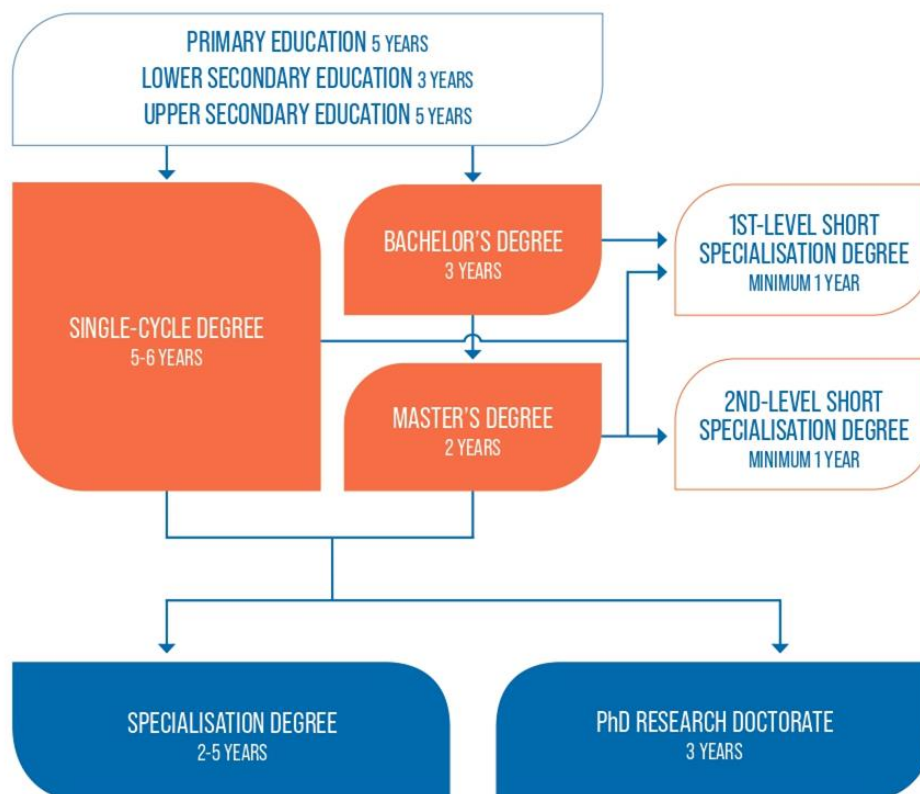 PRIMARY EDUCATION 5 YEARS
LOWER SECONDARY EDUCATION 3 YEARS
UPPER SECONDARY EDUCATION 5 YEARS
SINGLE-CYCLE DEGREE
5-6 YEARS
BACHELOR'S DEGREE
3 YEARS
1ST-LEVEL SHORT
SPECIALISATION DEGREE
MINIMUM 1 YEAR
MASTER'S DEGREE
2 YEARS
2ND-LEVEL SHORT
SPECIALISATION DEGREE
MINIMUM 1 YEAR
SPECIALISATION DEGREE
2-5 YEARS
PhD RESEARCH DOCTORATE
3 YEARS